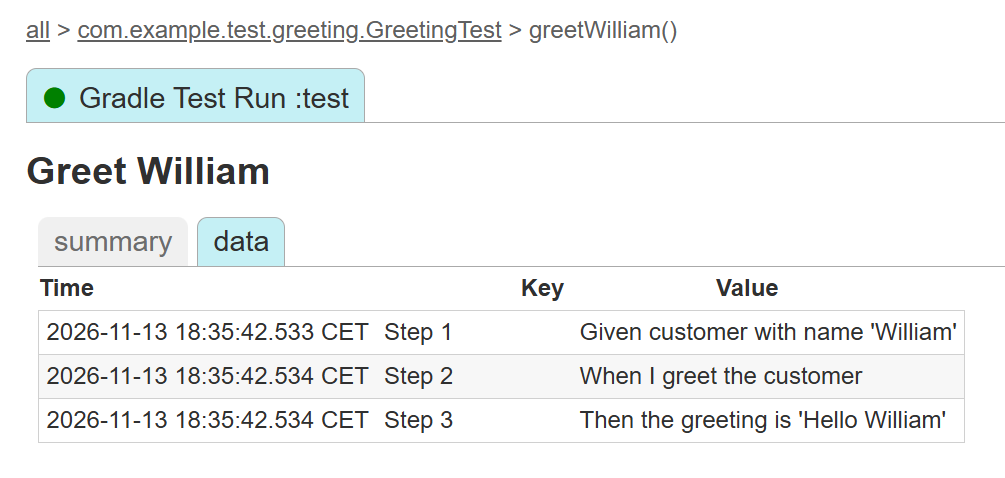 all > com.example.test.greeting.GreetingTest > greetWilliam()
Gradle Test Run :test
Greet William
summary data
Time Key Value
2026-11-13 18:35:42.533 CET Step 1 Given customer with name 'William'
2026-11-13 18:35:42.534 CET Step 2 When I greet the customer
2026-11-13 18:35:42.534 CET Step 3 Then the greeting is 'Hello William'